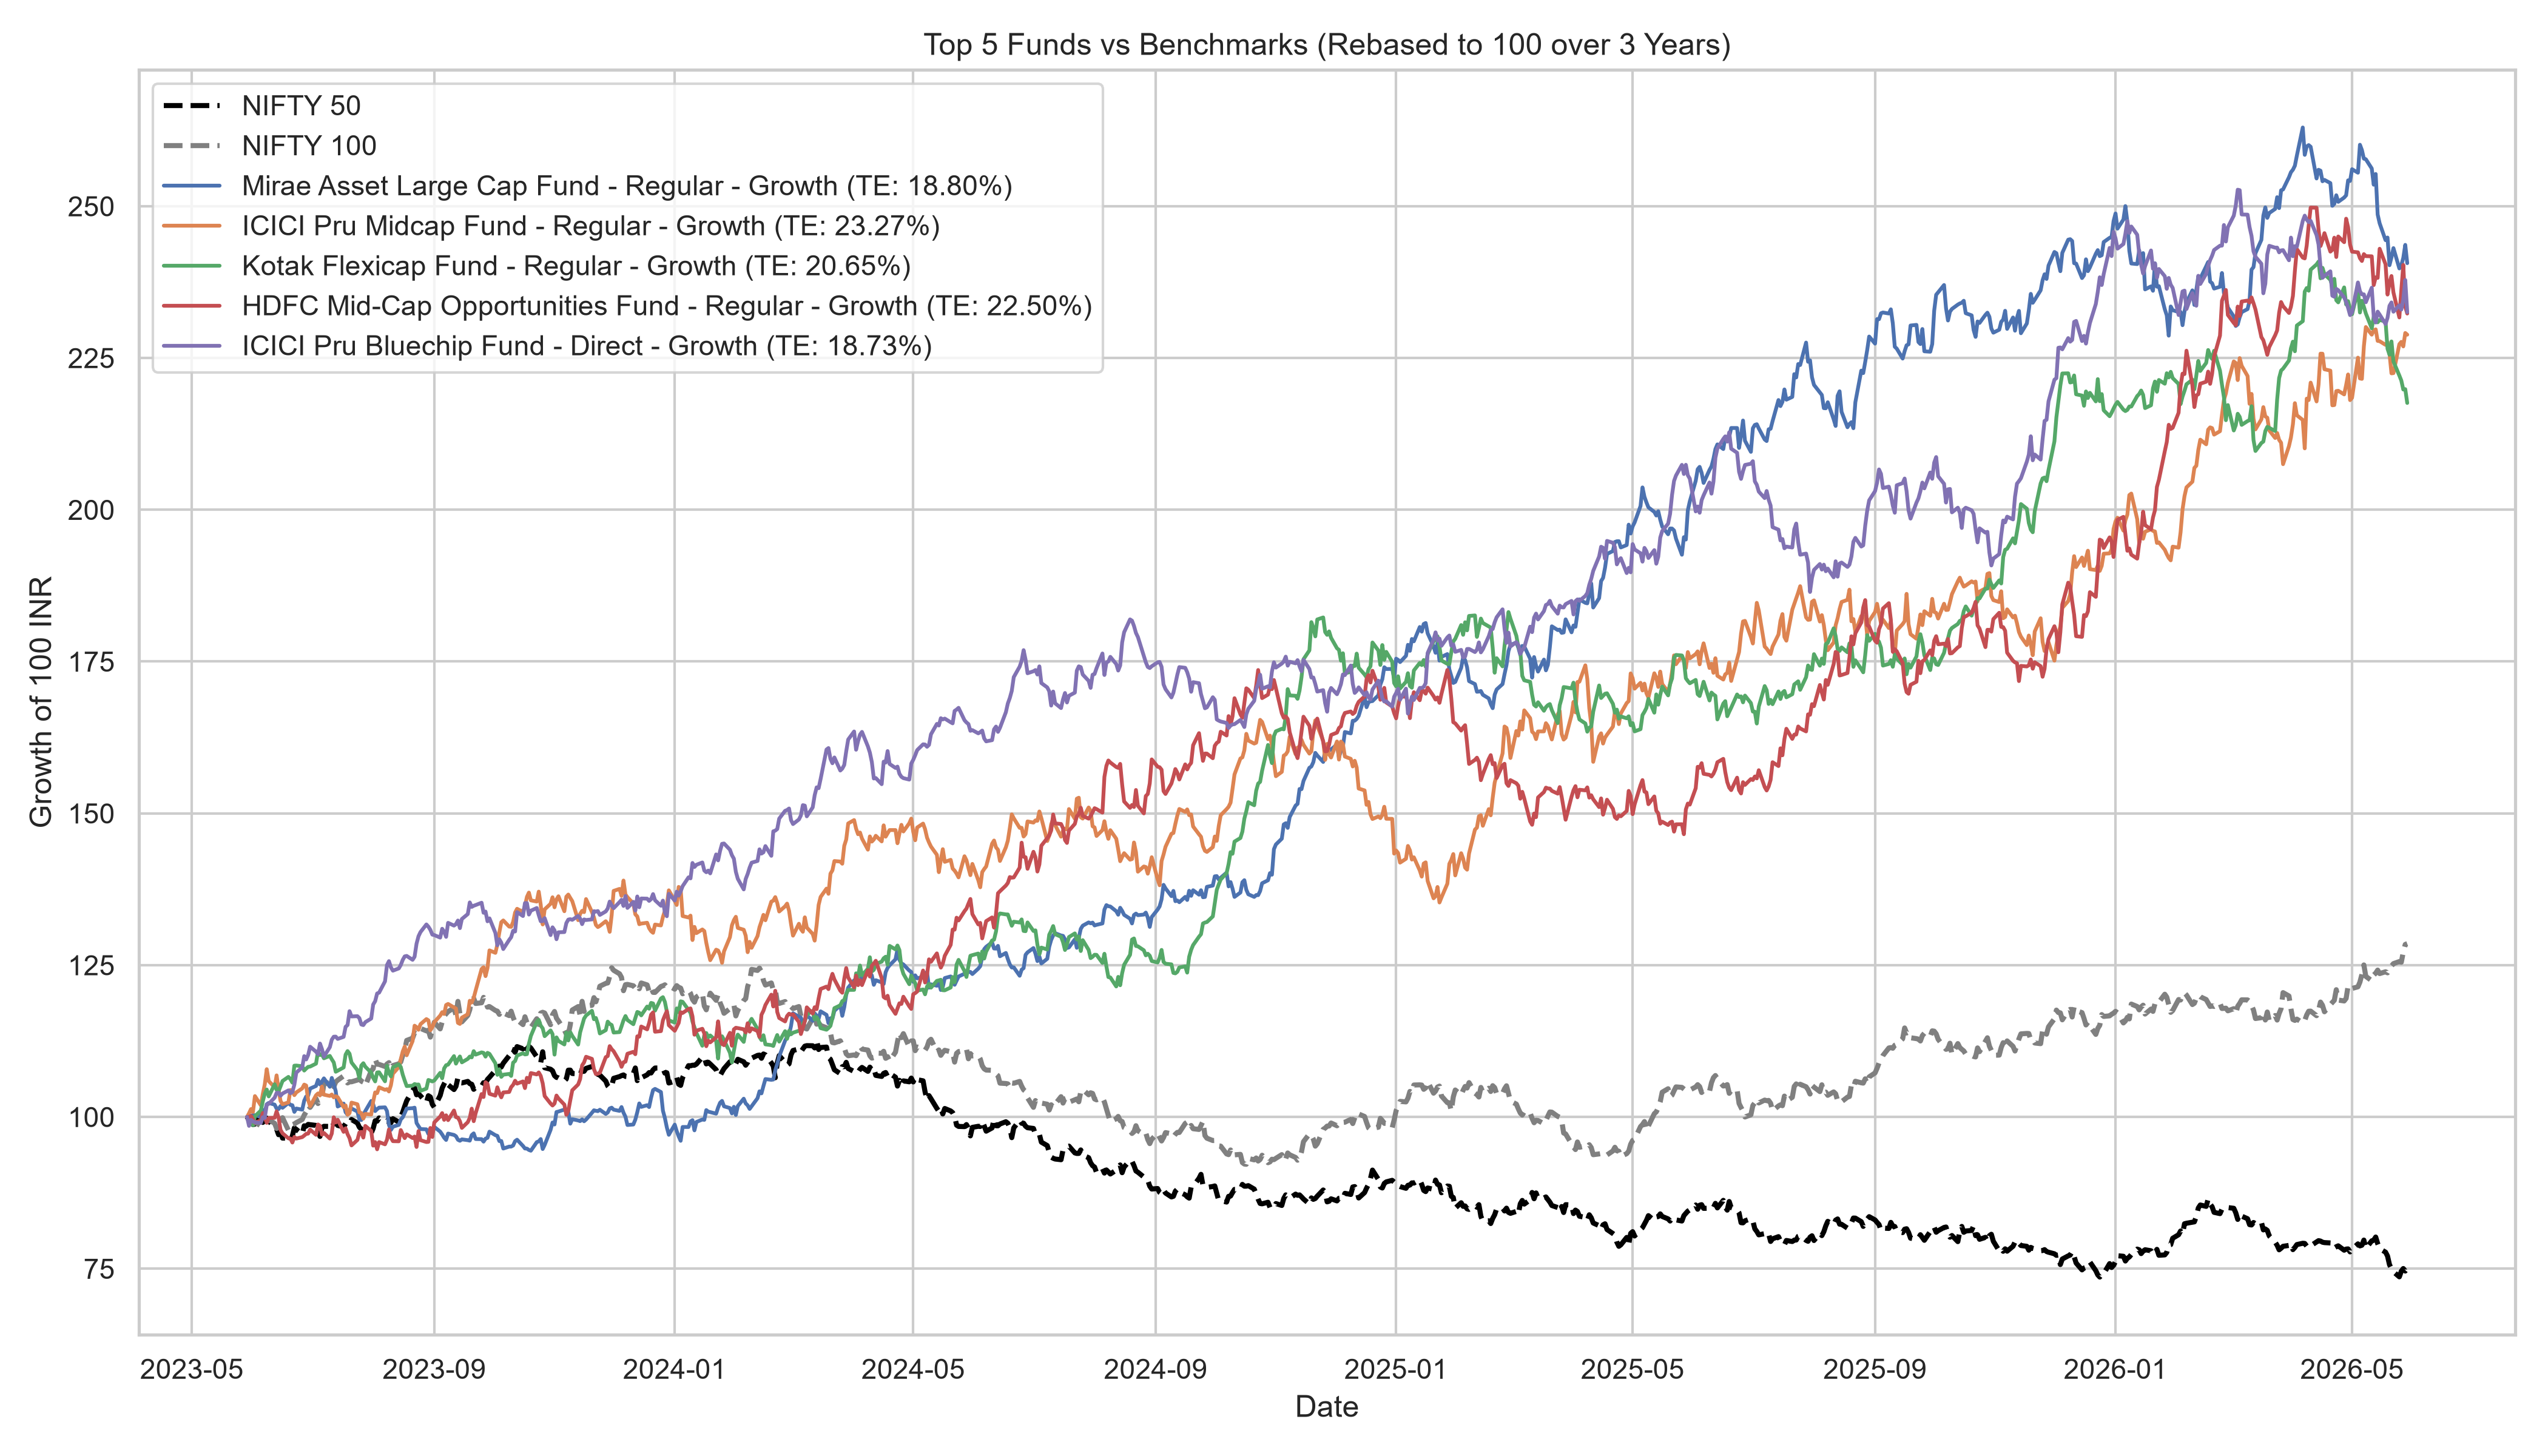 Top 5 Funds vs Benchmarks (Rebased to 100 over 3 Years)
NIFTY 50
NIFTY 100
Mirae Asset Large Cap Fund - Regular - Growth (TE: 18.80%)
ICICI Pru Midcap Fund - Regular - Growth (TE: 23.27%)
Kotak Flexicap Fund - Regular - Growth (TE: 20.65%)
HDFC Mid-Cap Opportunities Fund - Regular - Growth (TE: 22.50%)
ICICI Pru Bluechip Fund - Direct - Growth (TE: 18.73%)
Growth of 100 INR
250
225
200
175
150
125
100
75
2023-05 2023-09 2024-01 2024-05 2024-09 2025-01 2025-05 2025-09 2026-01 2026-05
Date